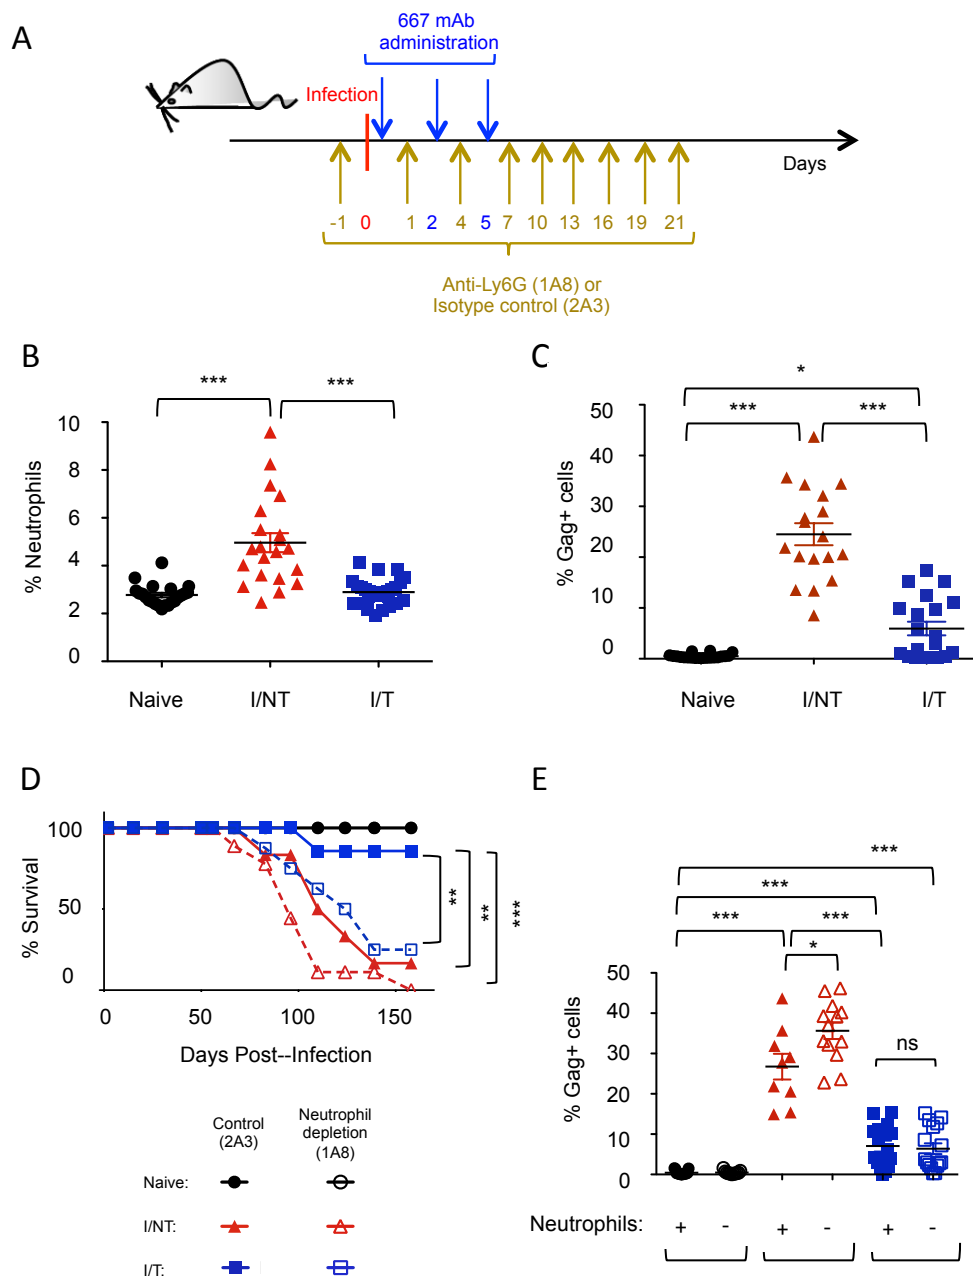 A
667 mAb
administration
Infection
Days
-1 0 1 2 4 5 7 10 13 16 19 21
Anti-Ly6G (1A8) or
Isotype control (2A3)
B
*** ***
% Neutrophils
10
8
6
4
2
0
Naive I/NT I/T
C
*
*** ***
% Gag+ cells
50
40
30
20
10
0
Naive I/NT I/T
D
% Survival
100
50
0
0 50 100 150
Days Post--Infection
** ** ***
Control
(2A3)
Neutrophil
depletion
(1A8)
Naive:
I/NT:
I/T:
E
***
***
*** ***
*
ns
% Gag+ cells
50
40
30
20
10
0
Neutrophils: + - + - + -